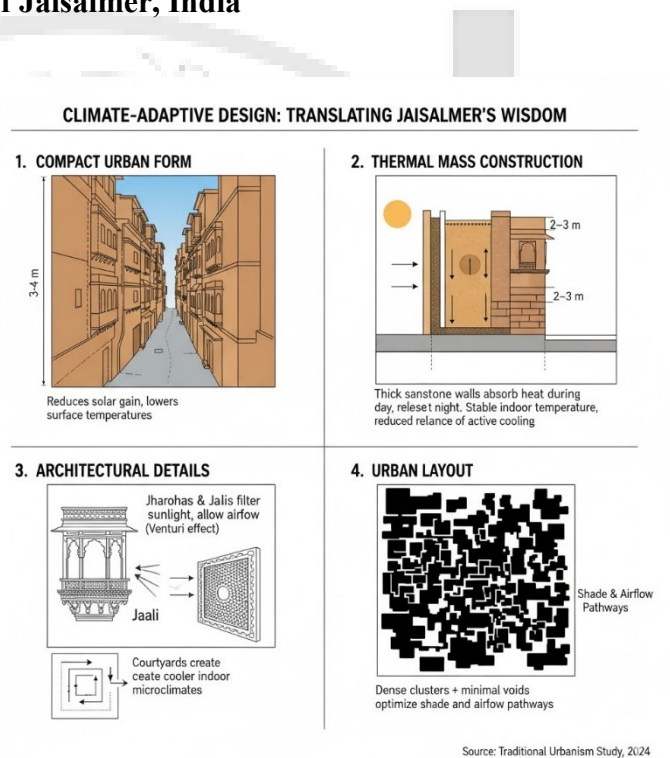 f Jaisalmer, India
CLIMATE-ADAPTIVE DESIGN: TRANSLATING JAISALMER'S WISDOM
1. COMPACT URBAN FORM
3-4 m
Reduces solar gain, lowers
surface temperatures
2. THERMAL MASS CONSTRUCTION
2–3 m
2–3 m
Thick sanstone walls absorb heat during
day, releset night. Stable indoor temperature,
reduced relance of active cooling
3. ARCHITECTURAL DETAILS
Jharohas & Jalis filter
sunlight, allow airfow
(Venturi effect)
Jaali
Courtyards create
ceate cooler indoor
microclimates
4. URBAN LAYOUT
Shade & Airflow
Pathways
Dense clusters + minimal voids
optimize shade and airflow pathways
Source: Traditional Urbanism Study, 2024